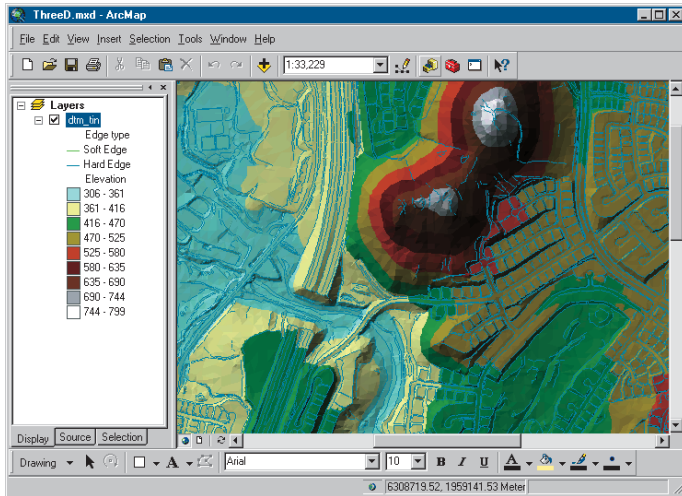 ThreeD.mxd - ArcMap
File Edit View Insert Selection Tools Window Help
1:33,229
Layers
dtm_tin
Edge type
Soft Edge
Hard Edge
Elevation
306 - 361
361 - 416
416 - 470
470 - 525
525 - 580
580 - 635
635 - 690
690 - 744
744 - 799
Display Source Selection
Drawing A Arial 10 B I U A
6308719.52, 1959141.53 Meter